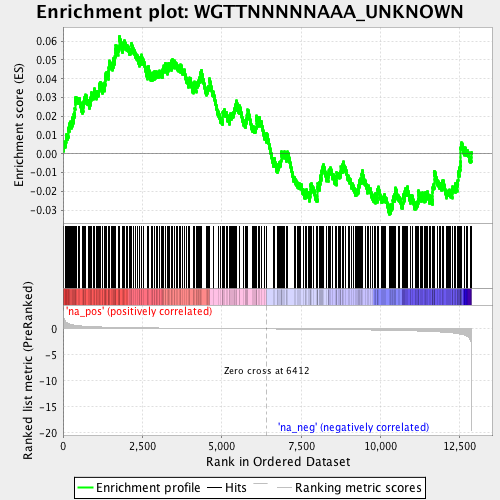 Enrichment plot: WGTTNNNNNAAA_UNKNOWN
Enrichment score (ES)
0.06
0.05
0.04
0.03
0.02
0.01
0.00
-0.01
-0.02
-0.03
'na_pos' (positively correlated)
Ranked list metric (PreRanked)
0
-5
-10
-15
-20
Zero cross at 6412
'na_neg' (negatively correlated)
0
2,500
5,000
7,500
10,000
12,500
Rank in Ordered Dataset
Enrichment profile
Hits
Ranking metric scores